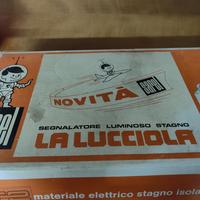 NOVITÀ
SEGNALATORE LUMINOSO STAGNO
LA LUCCIOLA
materiale elettrico stagno isola